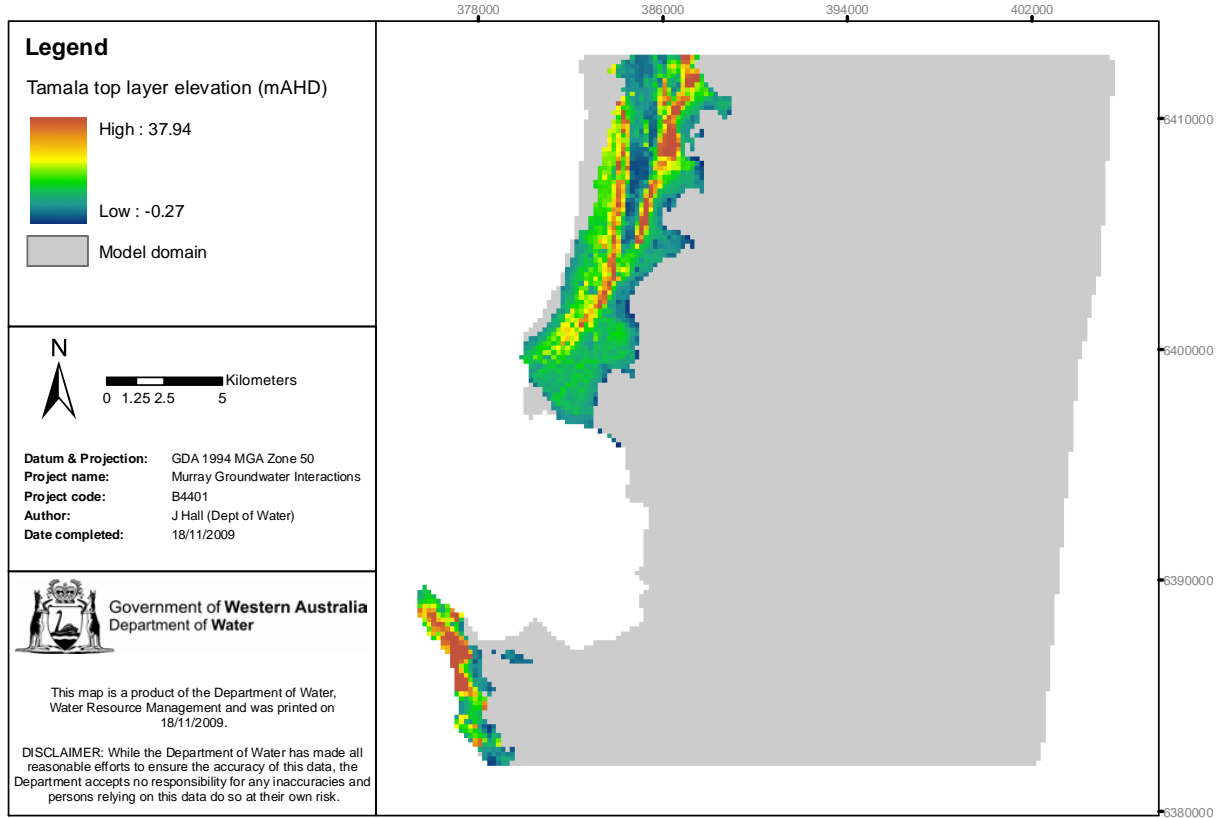 378000 386000 394000 402000
Legend
Tamala top layer elevation (mAHD)
High : 37.94
Low : -0.27
Model domain
N
Kilometers
0 1.25 2.5 5
Datum & Projection: GDA 1994 MGA Zone 50
Project name: Murray Groundwater Interactions
Project code: B4401
Author: J Hall (Dept of Water)
Date completed: 18/11/2009
Government of Western Australia
Department of Water
This map is a product of the Department of Water,
Water Resource Management and was printed on
18/11/2009.
DISCLAIMER: While the Department of Water has made all
reasonable efforts to ensure the accuracy of this data, the
Department accepts no responsibility for any inaccuracies and
persons relying on this data do so at their own risk.
6410000
6400000
6390000
6380000